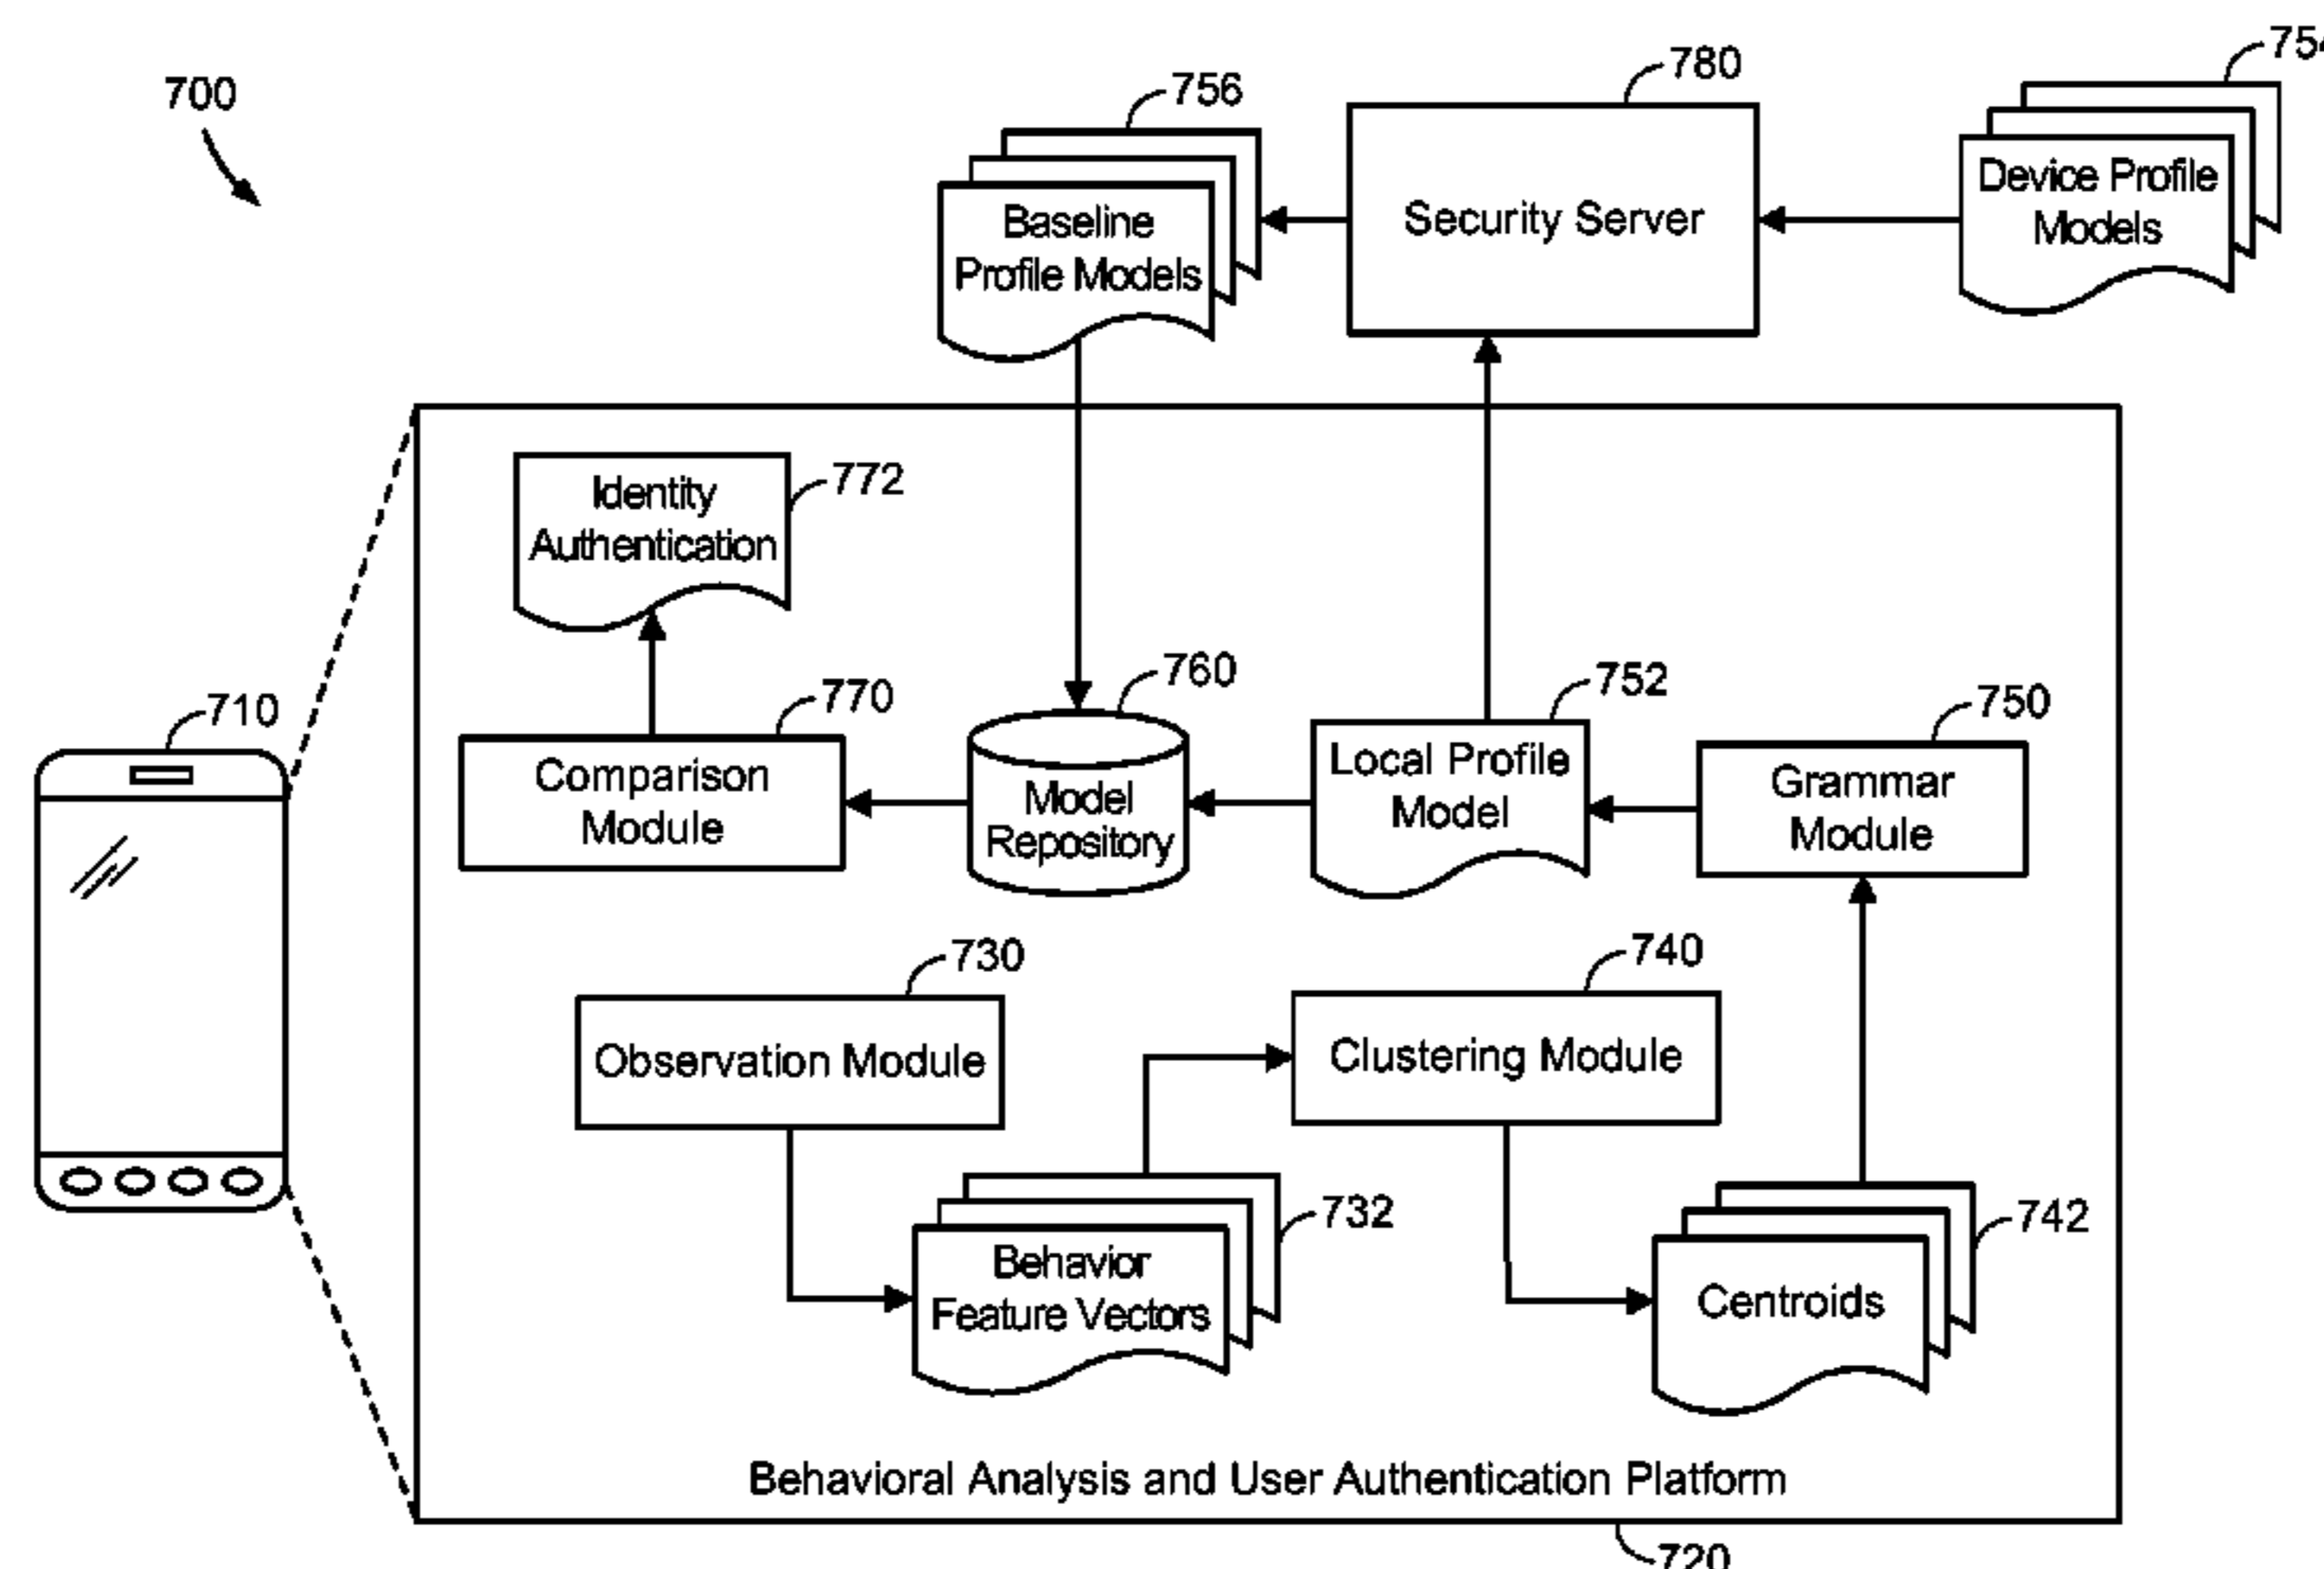 700
756
780
754
Baseline
Profile Models
Security Server
Device Profile
Models
Identity
Authentication
772
710
770
760
752
750
Comparison
Module
Model
Repository
Local Profile
Model
Grammar
Module
730
740
Observation Module
Clustering Module
732
742
Behavior
Feature Vectors
Centroids
Behavioral Analysis and User Authentication Platform
720